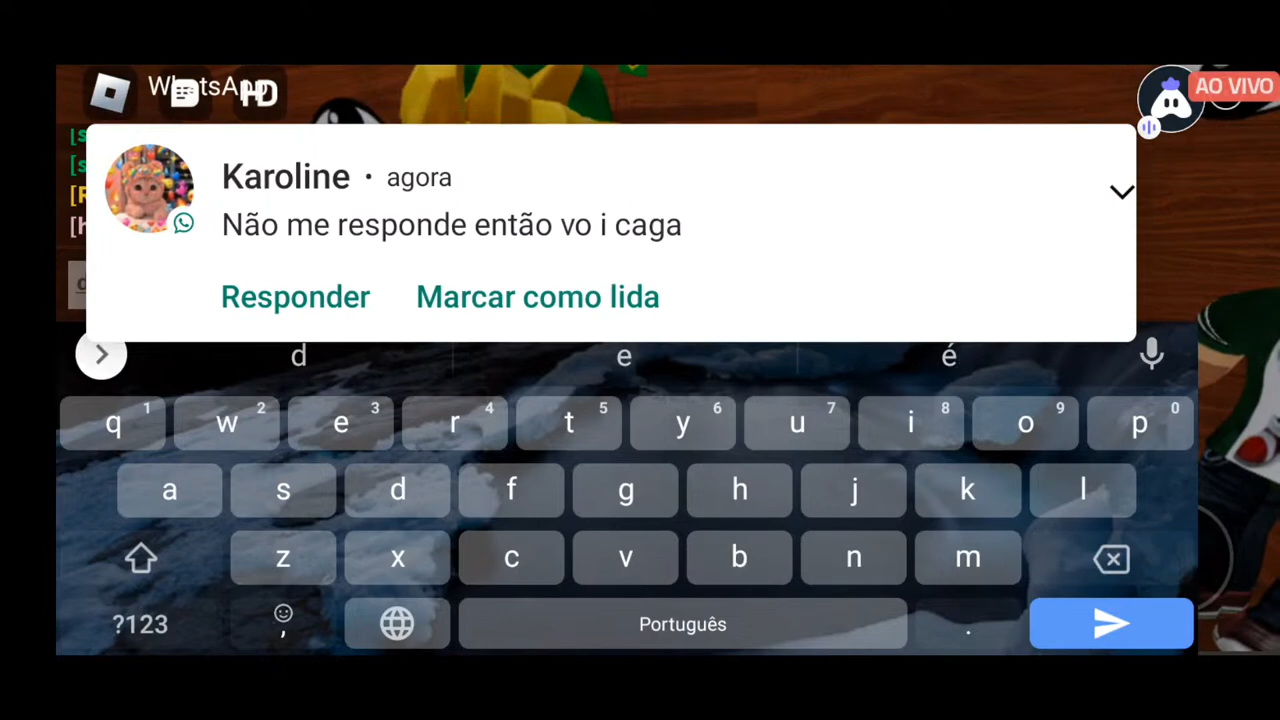 WhatsApp
HD
AO VIVO
Karoline • agora
Não me responde então vo i caga
Responder Marcar como lida
[s
[s
[R
[h
d e é
q 1 w 2 e 3 r 4 t 5 y 6 u 7 i 8 o 9 p 0
a s d f g h j k l
z x c v b n m
?123 , Português .